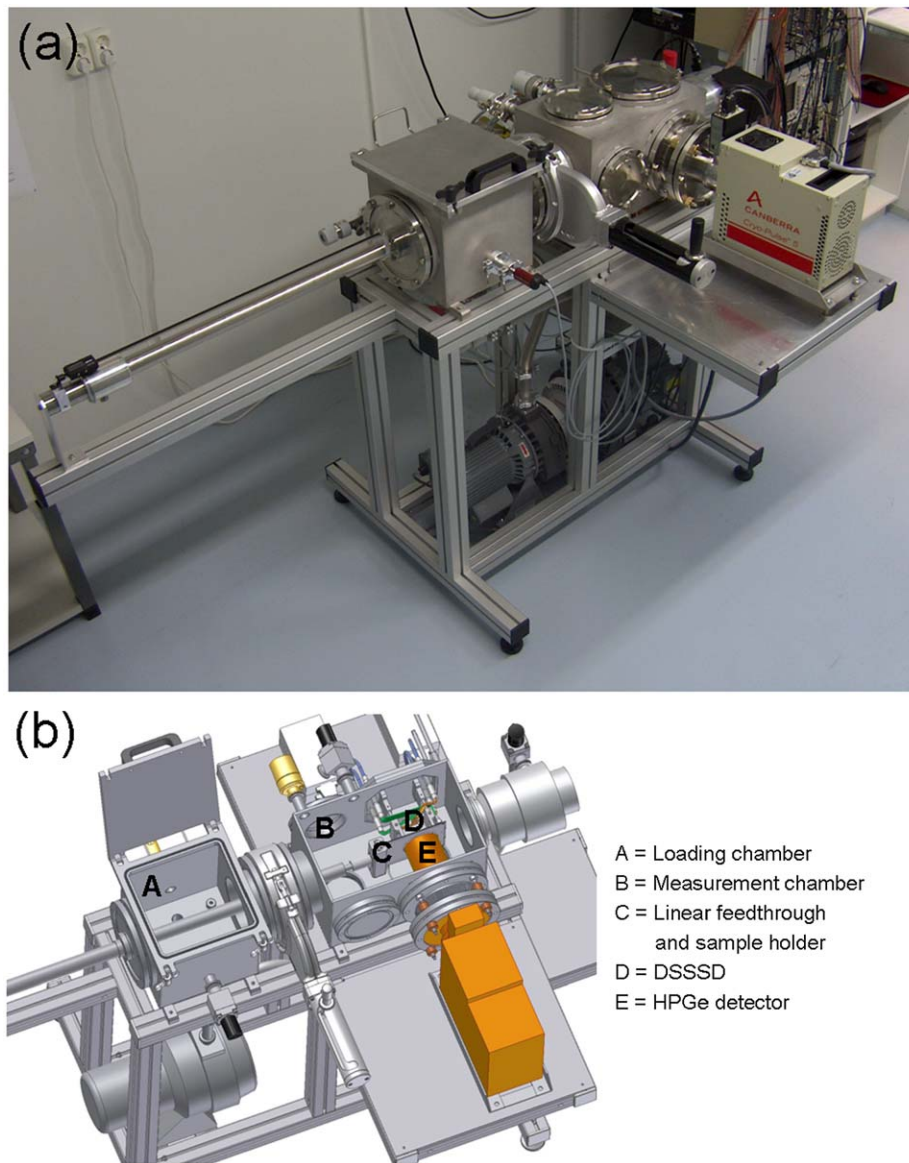 (a)
CANBERRA
Cryo-Pulse 5
(b)
A
B
C
D
E
A = Loading chamber
B = Measurement chamber
C = Linear feedthrough
and sample holder
D = DSSSD
E = HPGe detector